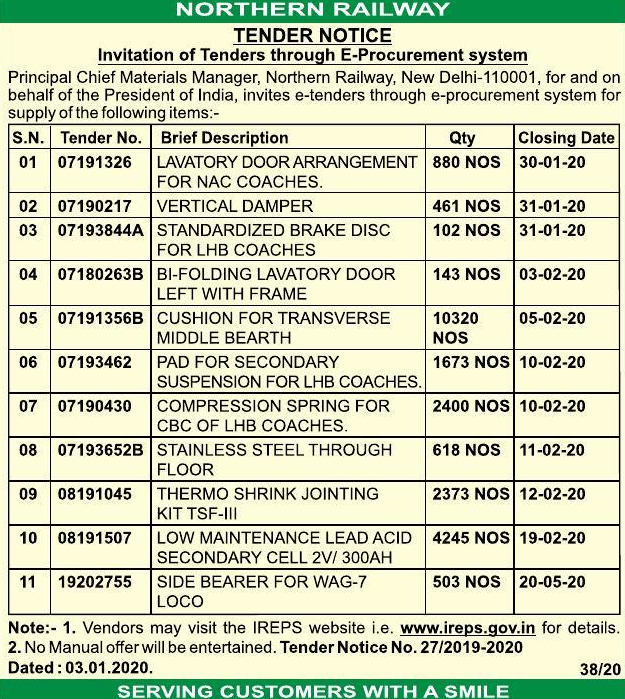 NORTHERN RAILWAY
TENDER NOTICE
Invitation of Tenders through E-Procurement system
Principal Chief Materials Manager, Northern Railway, New Delhi-110001, for and on
behalf of the President of India, invites e-tenders through e-procurement system for
supply of the following items:-
S.N. Tender No. Brief Description Qty Closing Date
01 07191326 LAVATORY DOOR ARRANGEMENT 880 NOS 30-01-20
FOR NAC COACHES.
02 07190217 VERTICAL DAMPER 461 NOS 31-01-20
03 07193844A STANDARDIZED BRAKE DISC 102 NOS 31-01-20
FOR LHB COACHES
04 07180263B BI-FOLDING LAVATORY DOOR 143 NOS 03-02-20
LEFT WITH FRAME
05 07191356B CUSHION FOR TRANSVERSE 10320 05-02-20
MIDDLE BEARTH NOS
06 07193462 PAD FOR SECONDARY 1673 NOS 10-02-20
SUSPENSION FOR LHB COACHES.
07 07190430 COMPRESSION SPRING FOR 2400 NOS 10-02-20
CBC OF LHB COACHES.
08 07193652B STAINLESS STEEL THROUGH 618 NOS 11-02-20
FLOOR
09 08191045 THERMO SHRINK JOINTING 2373 NOS 12-02-20
KIT TSF-III
10 08191507 LOW MAINTENANCE LEAD ACID 4245 NOS 19-02-20
SECONDARY CELL 2V/ 300AH
11 19202755 SIDE BEARER FOR WAG-7 503 NOS 20-05-20
LOCO
Note:- 1. Vendors may visit the IREPS website i.e. www.ireps.gov.in for details.
2. No Manual offer will be entertained. Tender Notice No. 27/2019-2020
Dated : 03.01.2020. 38/20
SERVING CUSTOMERS WITH A SMILE